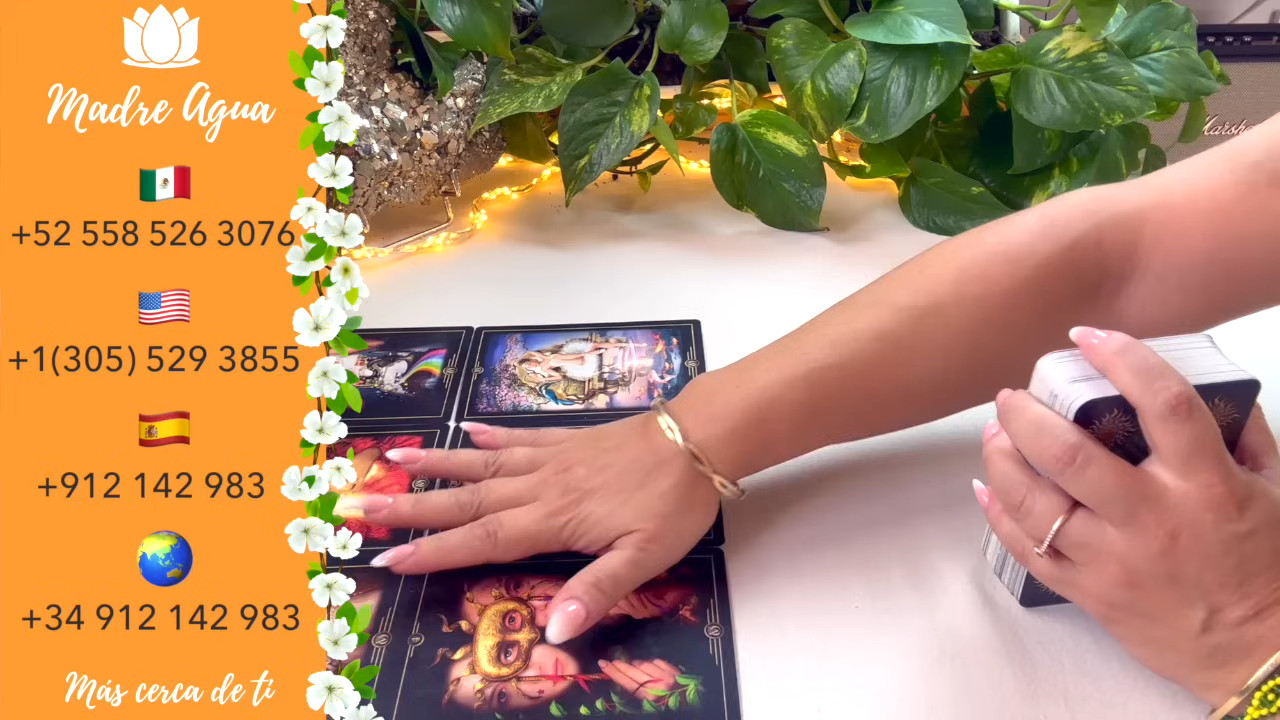 Madre Agua
+52 558 526 3076
+1(305) 529 3855
+912 142 983
+34 912 142 983
Más cerca de ti